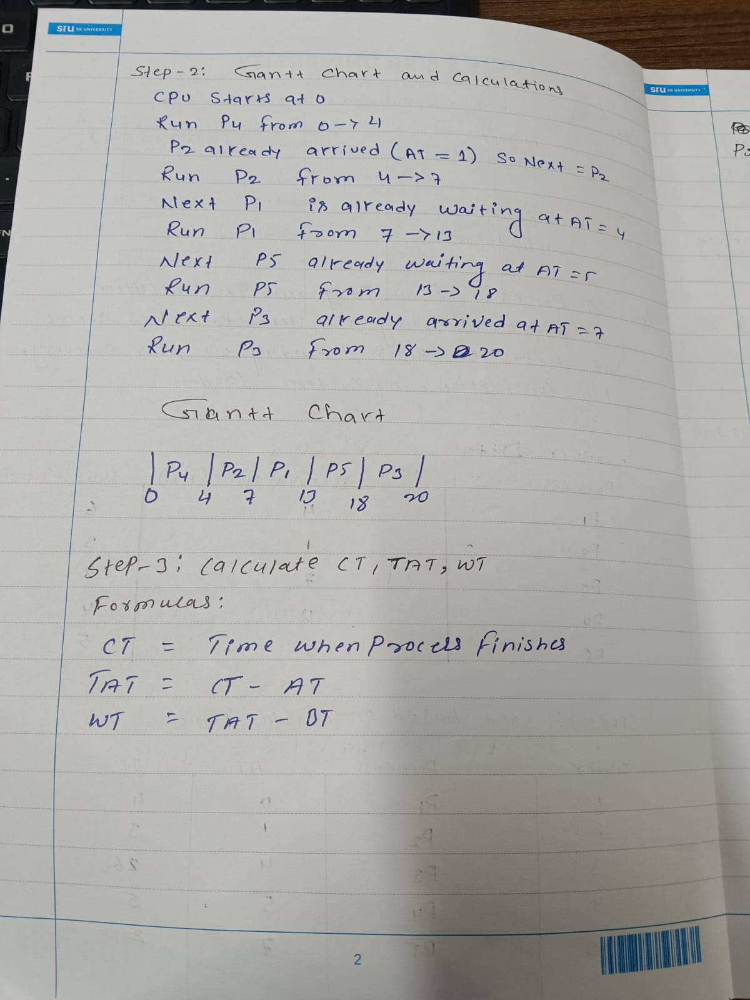 sru SR UNIVERSITY
Step-2: Gantt Chart and Calculations
CPU Starts at 0
Run P4 from 0->4
P2 already arrived (AT = 1) So Next = P2
Run P2 from 4->7
Next P1 is already waiting at AT = 4
Run P1 from 7->13
Next P5 already waiting at AT = 5
Run P5 from 13->18
Next P3 already arrived at AT = 7
Run P3 from 18->20
Gantt Chart
| P4 | P2 | P1 | P5 | P3 |
0 4 7 13 18 20
Step-3: Calculate CT, TAT, WT
Formulas:
CT = Time when Process finishes
TAT = CT - AT
WT = TAT - BT
2
sru SR UNIVERSITY